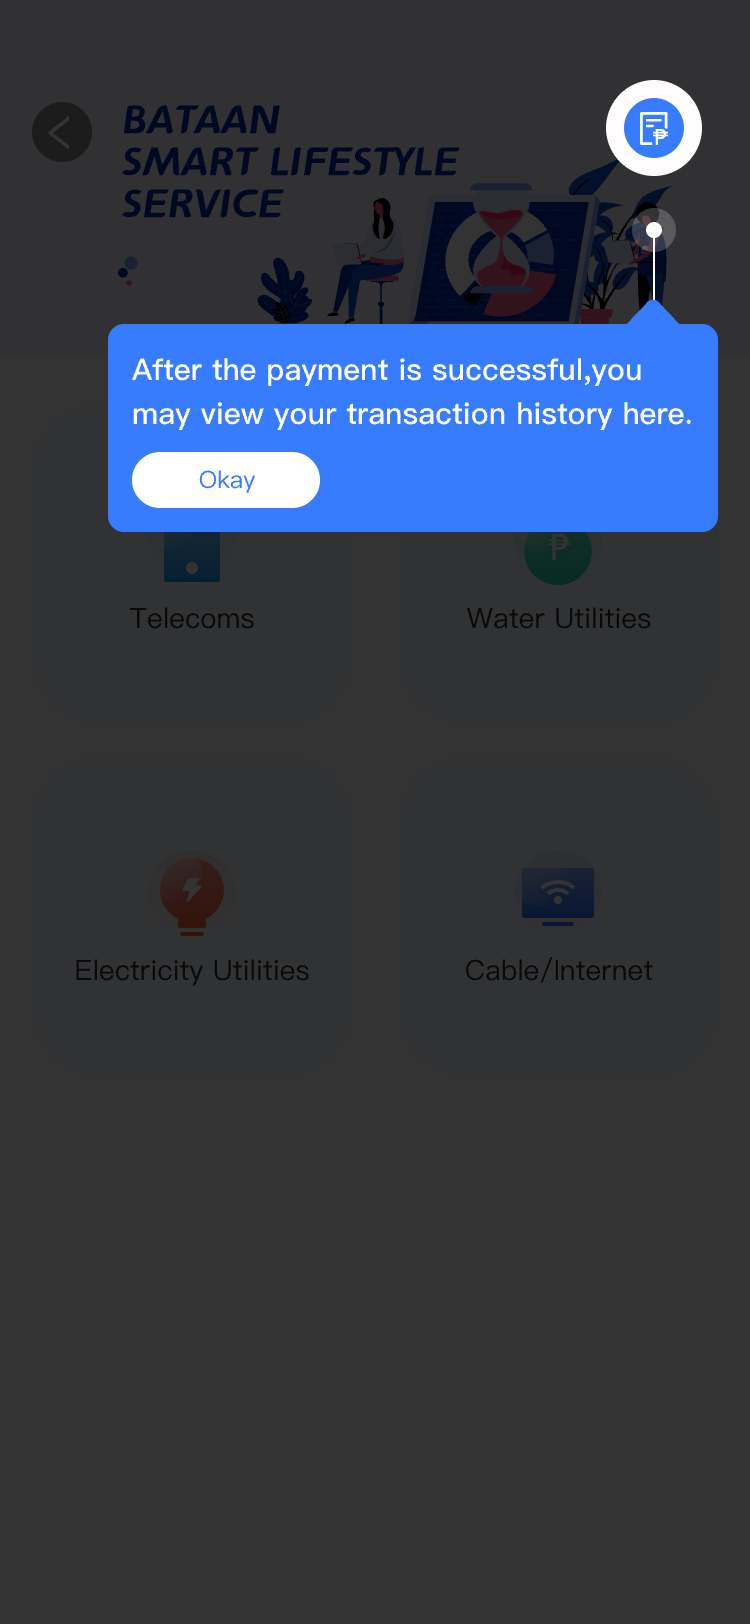 BATAAN
SMART LIFESTYLE
SERVICE
After the payment is successful,you
may view your transaction history here.
Okay
Telecoms
Water Utilities
Electricity Utilities
Cable/Internet